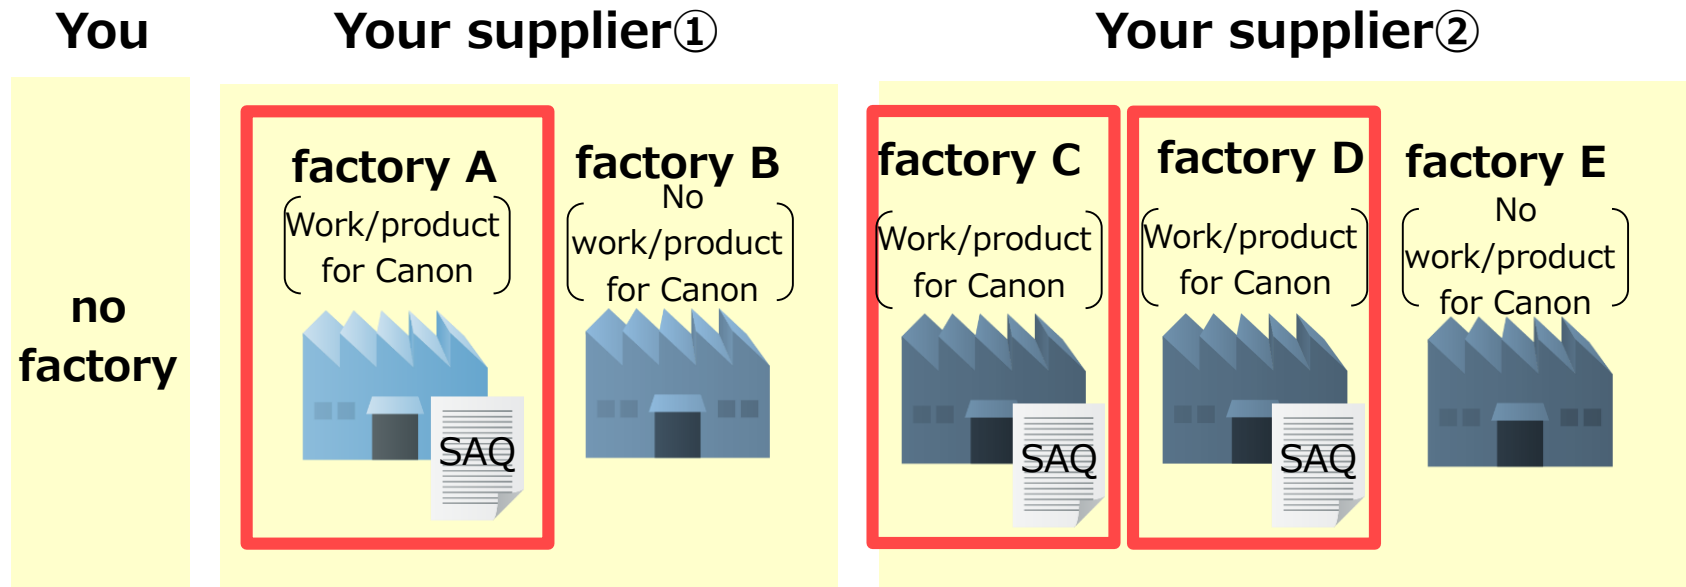 You
Your supplier①
Your supplier②
no
factory
factory A
Work/product
for Canon
SAQ
factory B
No
work/product
for Canon
factory C
Work/product
for Canon
SAQ
factory D
Work/product
for Canon
SAQ
factory E
No
work/product
for Canon